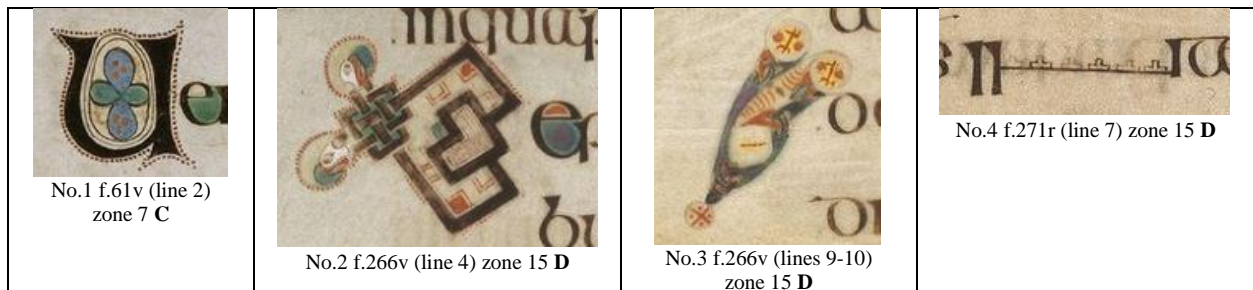 No.1 f.61v (line 2)
zone 7 C
No.2 f.266v (line 4) zone 15 D
No.3 f.266v (lines 9-10)
zone 15 D
No.4 f.271r (line 7) zone 15 D